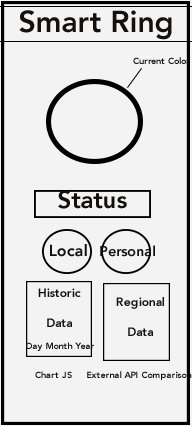 Smart Ring
Current Colo
Status
Local
Personal
Historic
Data
Day Month Year
Regional
Data
Chart JS
External API Comparison